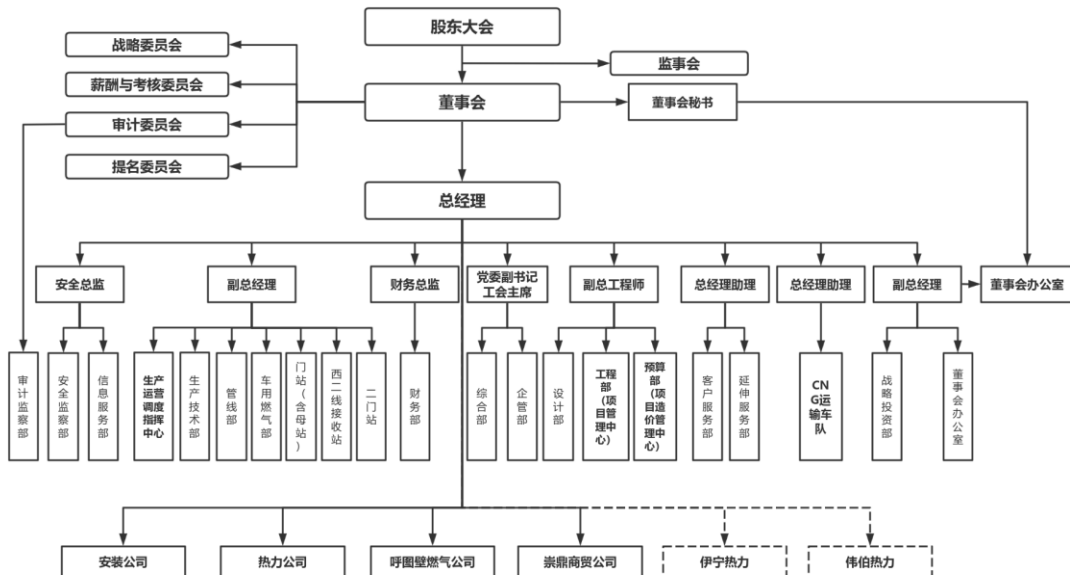 股东大会
战略委员会
监事会
薪酬与考核委员会
董事会
董事会秘书
审计委员会
提名委员会
总经理
安全总监
副总经理
财务总监
党委副书记
工会主席
副总工程师
总经理助理
总经理助理
副总经理
董事会办公室
审计监察部
安全监察部
信息服务部
生产运营调度指挥中心
生产技术部
管线部
车用燃气部
门站（含母站）
西二线接收站
二门站
财务部
综合部
企管部
设计部
工程部（项目管理中心）
预算部（项目造价管理中心）
客户服务部
延伸服务部
CNG运输车队
战略投资部
董事会办公室
安装公司
热力公司
呼图壁燃气公司
崇鼎商贸公司
伊宁热力
伟伯热力